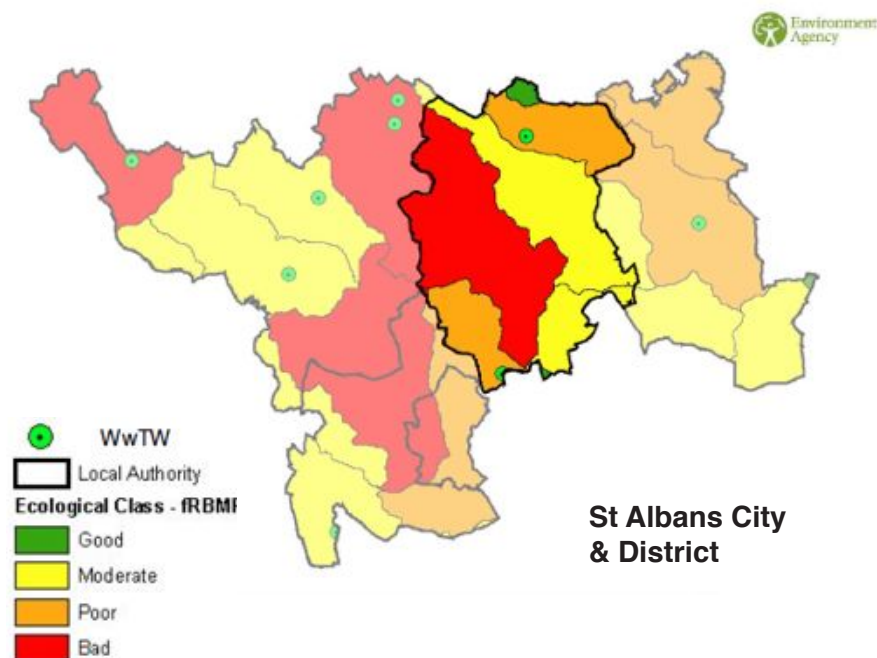 Environment
Agency
WwTW
Local Authority
Ecological Class - fRBMP
Good
Moderate
Poor
Bad
St Albans City
& District